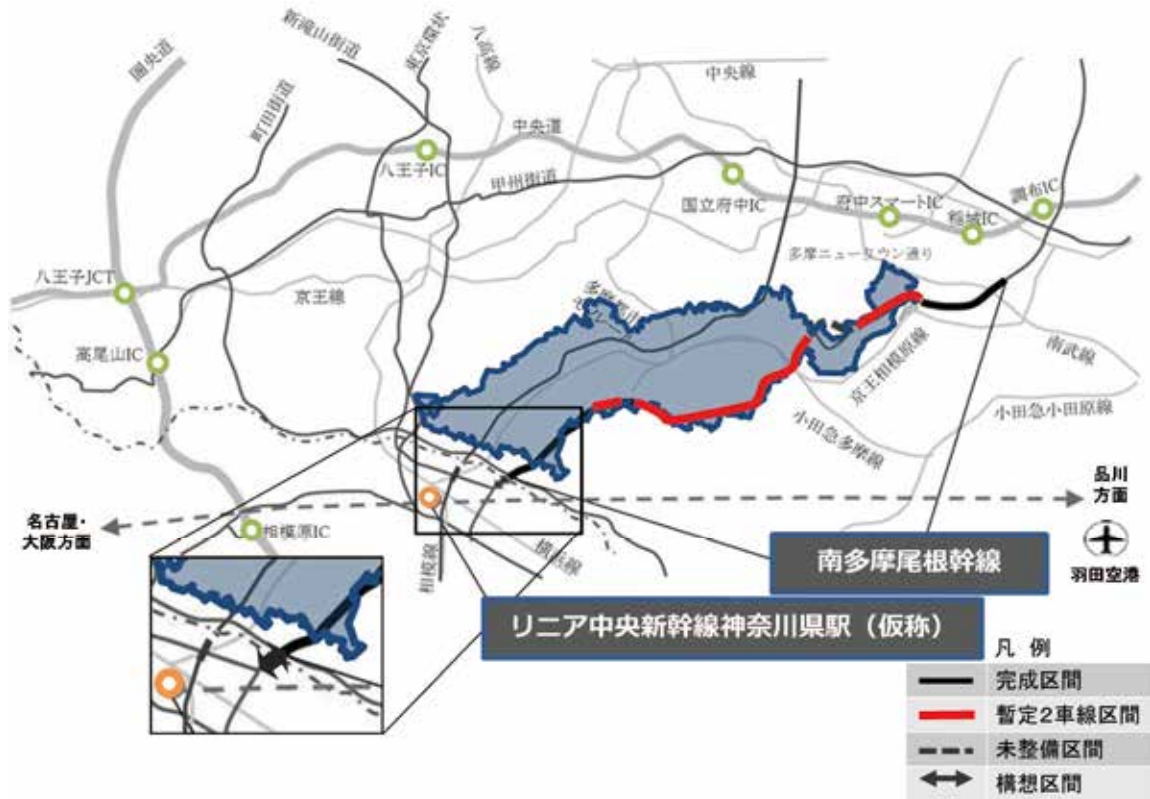 圏央道
新滝山街道
東京環状
八高線
中央線
町田街道
中央道
八王子IC
甲州街道
国立府中IC
府中スマートIC
稲城IC
調布IC
多摩ニュータウン通り
八王子JCT
京王線
高尾山IC
京王相模原線
南武線
小田急多摩線
小田急小田原線
名古屋・
大阪方面
相模原IC
相模線
横浜線
品川
方面
羽田空港
南多摩尾根幹線
リニア中央新幹線神奈川県駅（仮称）
凡 例
完成区間
暫定2車線区間
未整備区間
構想区間